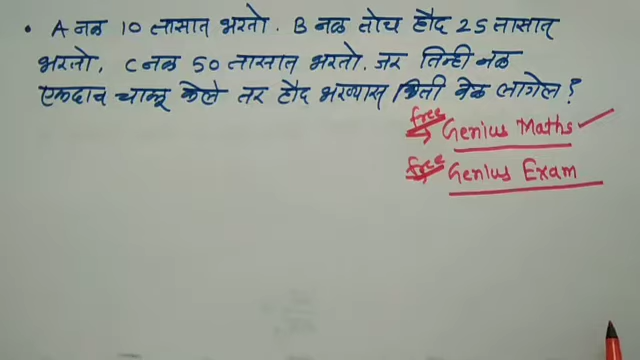 • A नळ 10 तासात भरतो. B नळ तोच हौद 25 तासात
भरतो. C नळ 50 तासात भरतो. जर तिन्ही नळ
एकदाच चालू केले तर हौद भरण्यास किती वेळ लागेल?
free
→ Genius Maths ✓
free
→ Genius Exam